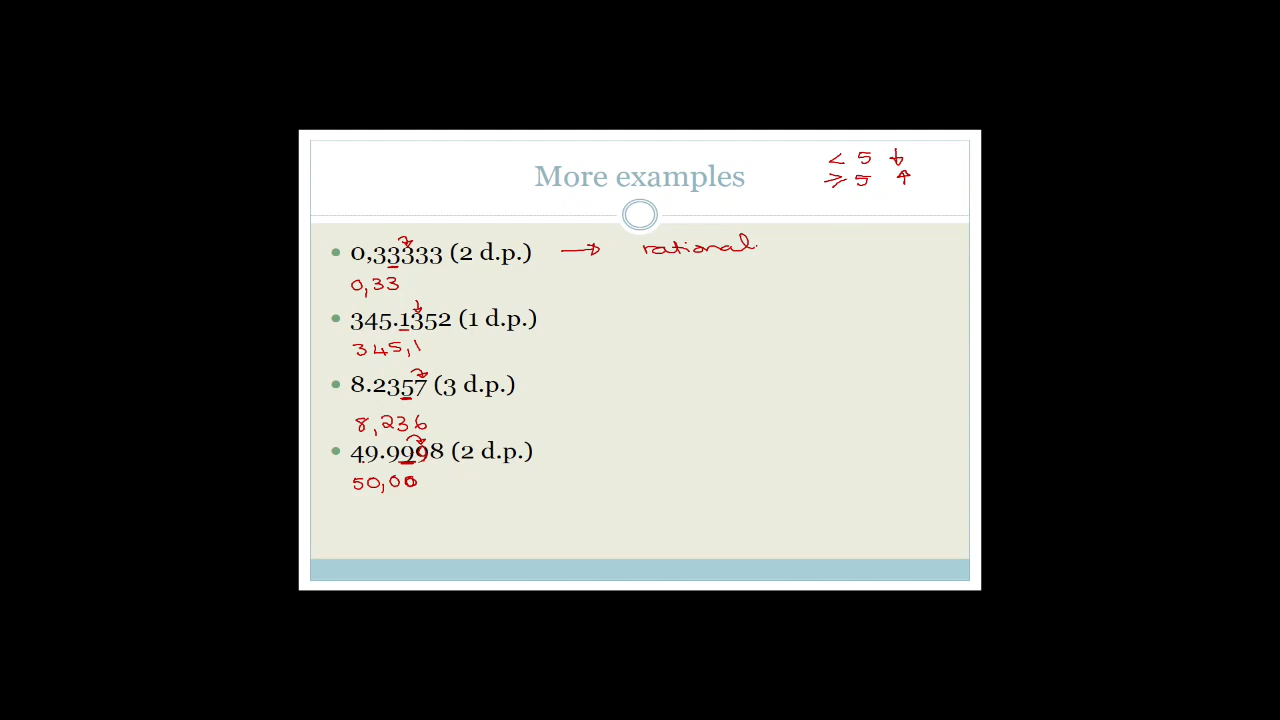 More examples
< 5 ↓
≥ 5 ↑
• 0,33333 (2 d.p.) → rational.
0,33
• 345.1352 (1 d.p.)
345,1
• 8.2357 (3 d.p.)
8,236
• 49.9998 (2 d.p.)
50,00